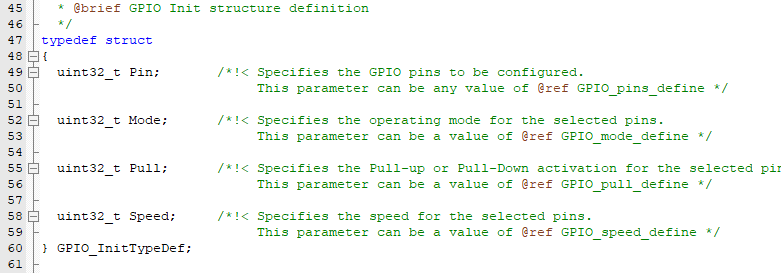 45 * @brief GPIO Init structure definition
46 */
47 typedef struct
48 {
49 uint32_t Pin; /*!< Specifies the GPIO pins to be configured.
50 This parameter can be any value of @ref GPIO_pins_define */
51
52 uint32_t Mode; /*!< Specifies the operating mode for the selected pins.
53 This parameter can be a value of @ref GPIO_mode_define */
54
55 uint32_t Pull; /*!< Specifies the Pull-up or Pull-Down activation for the selected pin
56 This parameter can be a value of @ref GPIO_pull_define */
57
58 uint32_t Speed; /*!< Specifies the speed for the selected pins.
59 This parameter can be a value of @ref GPIO_speed_define */
60 } GPIO_InitTypeDef;
61